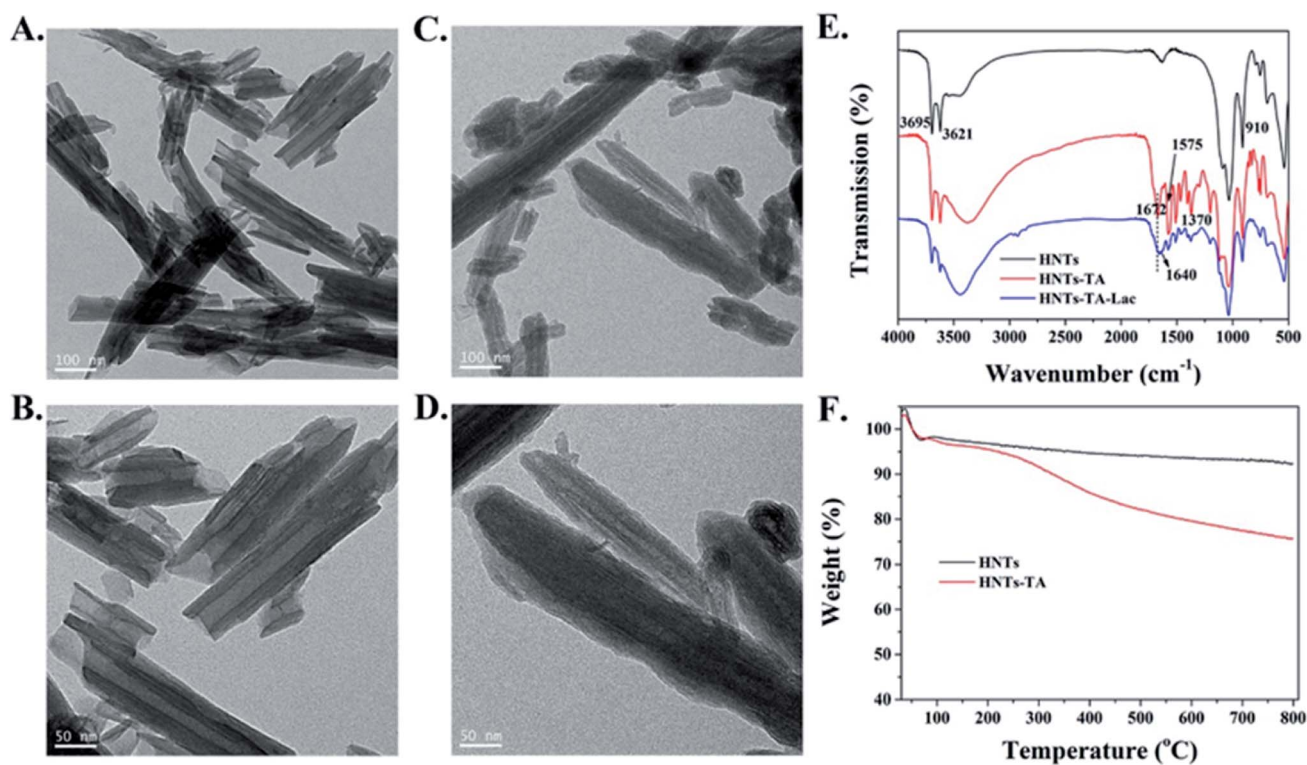 A.
100 nm
B.
50 nm
C.
100 nm
D.
50 nm
E.
Transmission (%)
3695
3621
910
1575
1672
1370
1640
HNTs
HNTs-TA
HNTs-TA-Lac
4000 3500 3000 2500 2000 1500 1000 500
Wavenumber (cm-1)
F.
Weight (%)
100
90
80
70
60
50
40
HNTs
HNTs-TA
100 200 300 400 500 600 700 800
Temperature (oC)